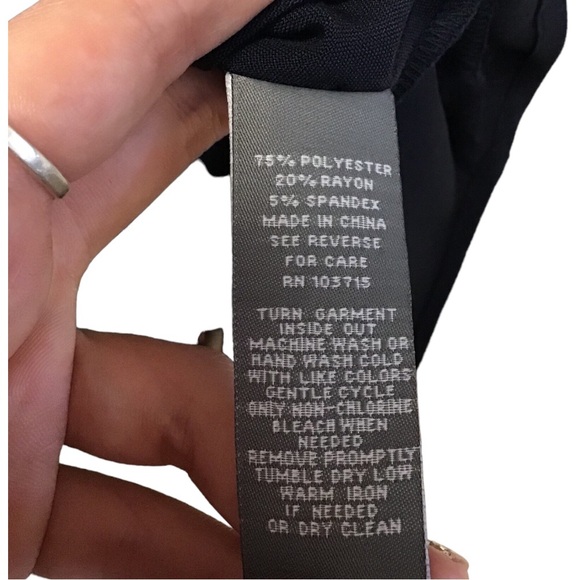 75% POLYESTER
20% RAYON
5% SPANDEX
MADE IN CHINA
SEE REVERSE
FOR CARE
RN 103715
TURN GARMENT
INSIDE OUT
MACHINE WASH OR
HAND WASH COLD
WITH LIKE COLORS
GENTLE CYCLE
ONLY NON-CHLORINE
BLEACH WHEN
NEEDED
REMOVE PROMPTLY
TUMBLE DRY LOW
WARM IRON
IF NEEDED
OR DRY CLEAN